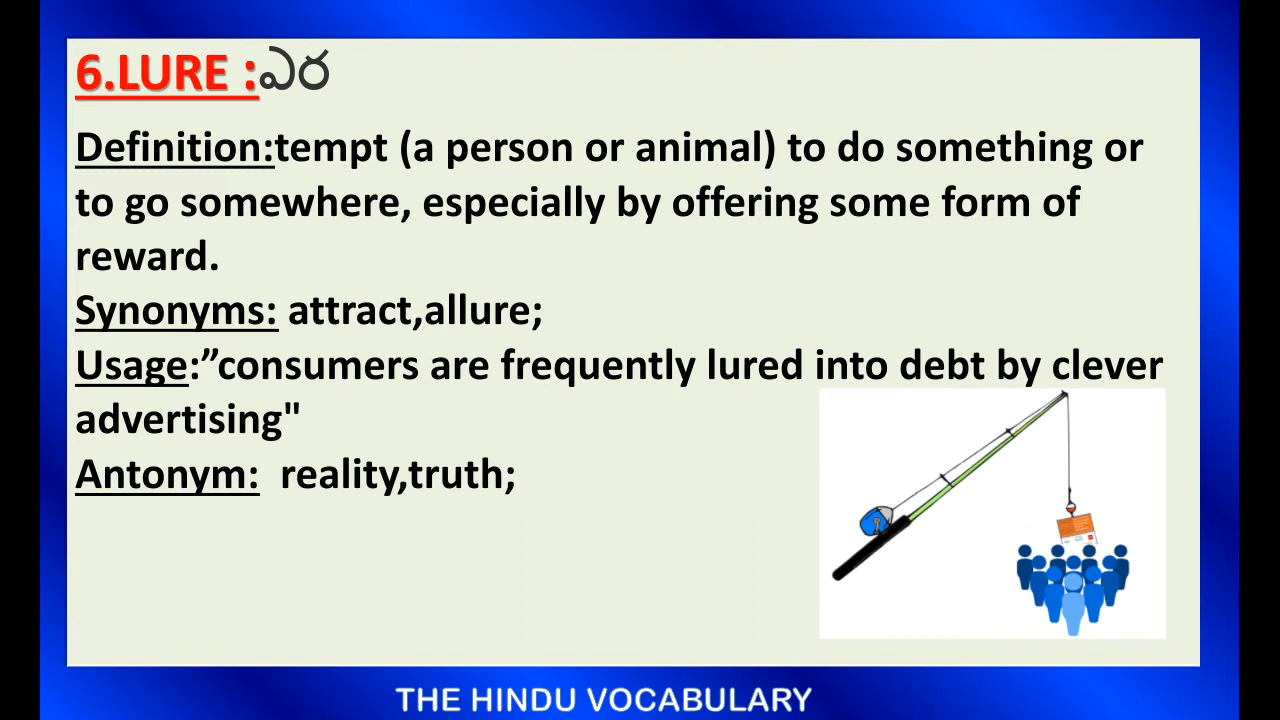 6.LURE :ఎర
Definition:tempt (a person or animal) to do something or
to go somewhere, especially by offering some form of
reward.
Synonyms: attract,allure;
Usage:”consumers are frequently lured into debt by clever
advertising"
Antonym: reality,truth;
THE HINDU VOCABULARY